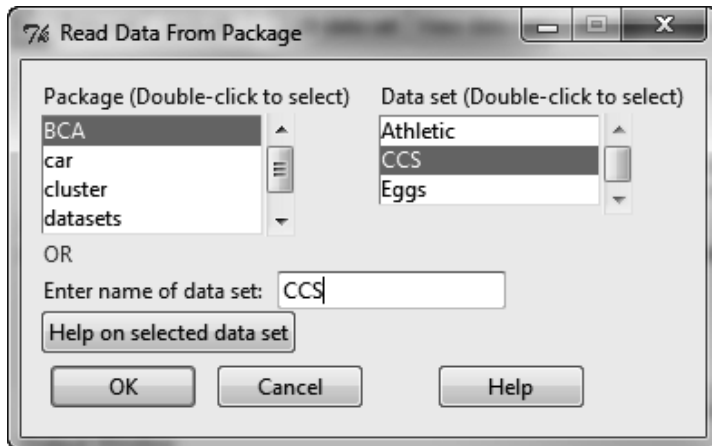 Read Data From Package
Package (Double-click to select)
Data set (Double-click to select)
BCA
car
cluster
datasets
Athletic
CCS
Eggs
OR
Enter name of data set: CCS
Help on selected data set
OK Cancel Help